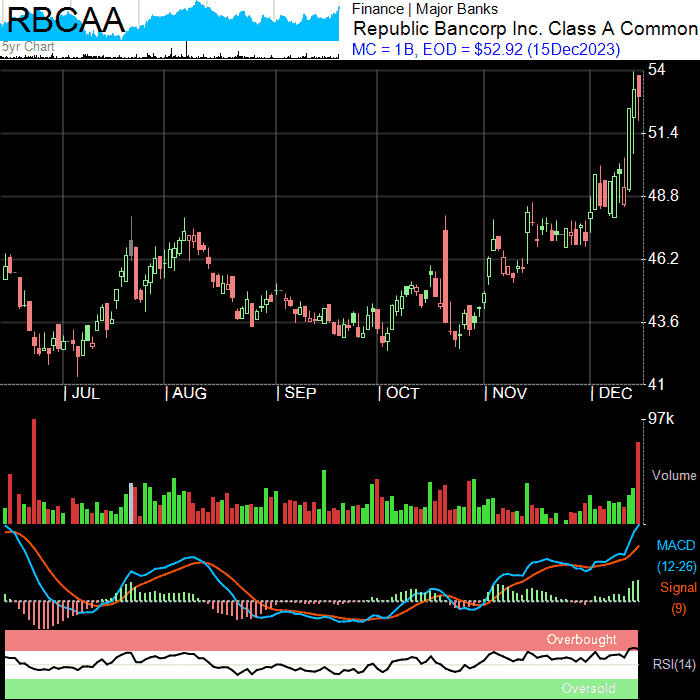 RBCAA
5yr Chart
Finance | Major Banks
Republic Bancorp Inc. Class A Common
MC = 1B, EOD = $52.92 (15Dec2023)
54
51.4
48.8
46.2
43.6
41
JUL
AUG
SEP
OCT
NOV
DEC
97k
Volume
MACD
(12-26)
Signal
(9)
Overbought
RSI(14)
Oversold